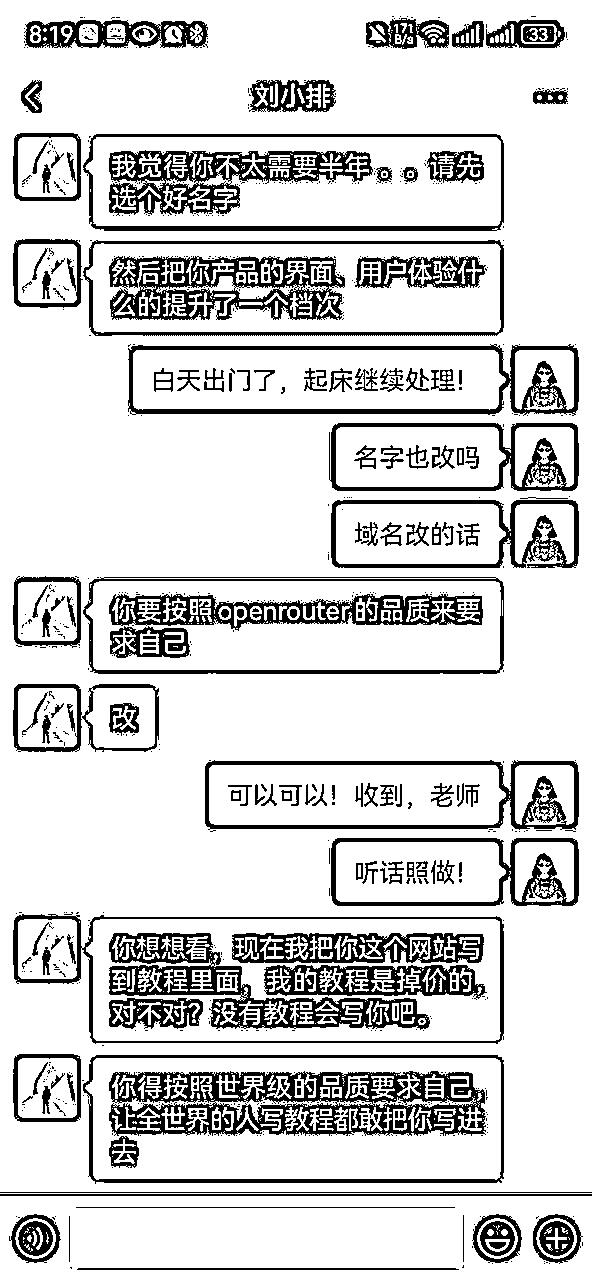 8:19
171
B/s
33
刘小排
我觉得你不太需要半年。。请先
选个好名字
然后把你产品的界面、用户体验什
么的提升了一个档次
白天出门了，起床继续处理！
名字也改吗
域名改的话
你要按照openrouter的品质来要
求自己
改
可以可以！收到，老师
听话照做！
你想想看，现在我把你这个网站写
到教程里面，我的教程是掉价的，
对不对？没有教程会写你吧。
你得按照世界级的品质要求自己，
让全世界的人写教程都敢把你写进
去